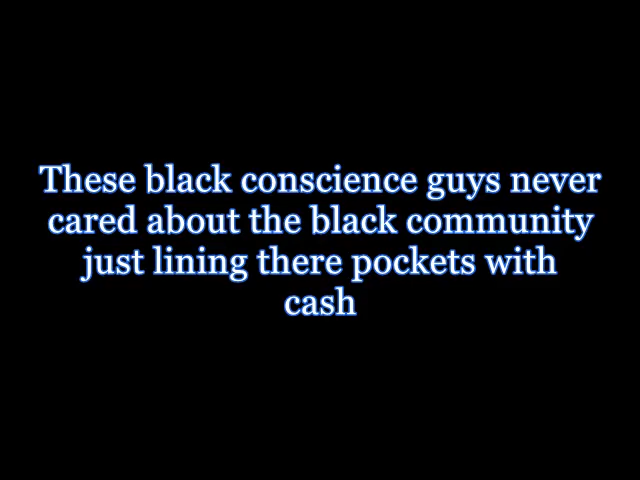 These black conscience guys never
cared about the black community
just lining there pockets with
cash